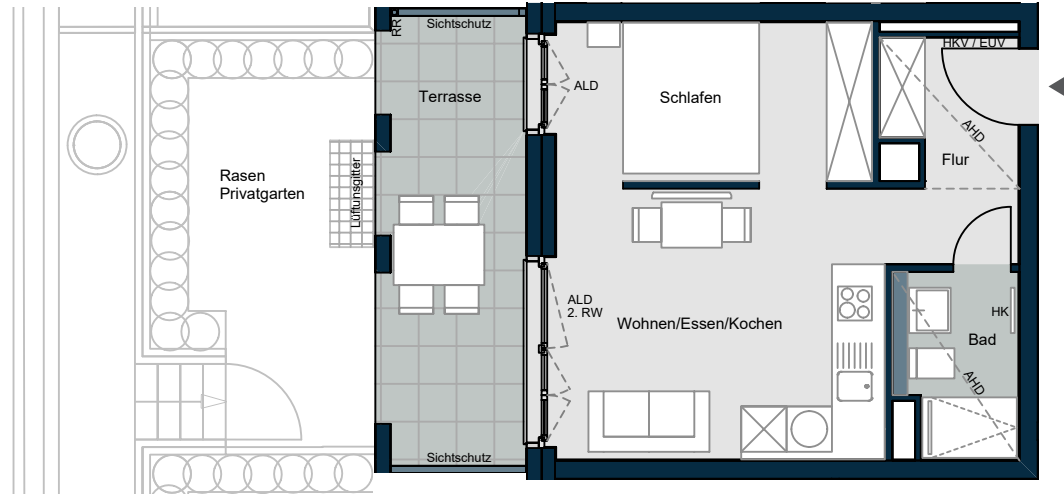 RR
Sichtschutz
HKV / EUV
ALD
Terrasse
Schlafen
AHD
Flur
Rasen
Privatgarten
Lüftunsgitter
ALD
2. RW
Wohnen/Essen/Kochen
HK
Bad
AHD
Sichtschutz